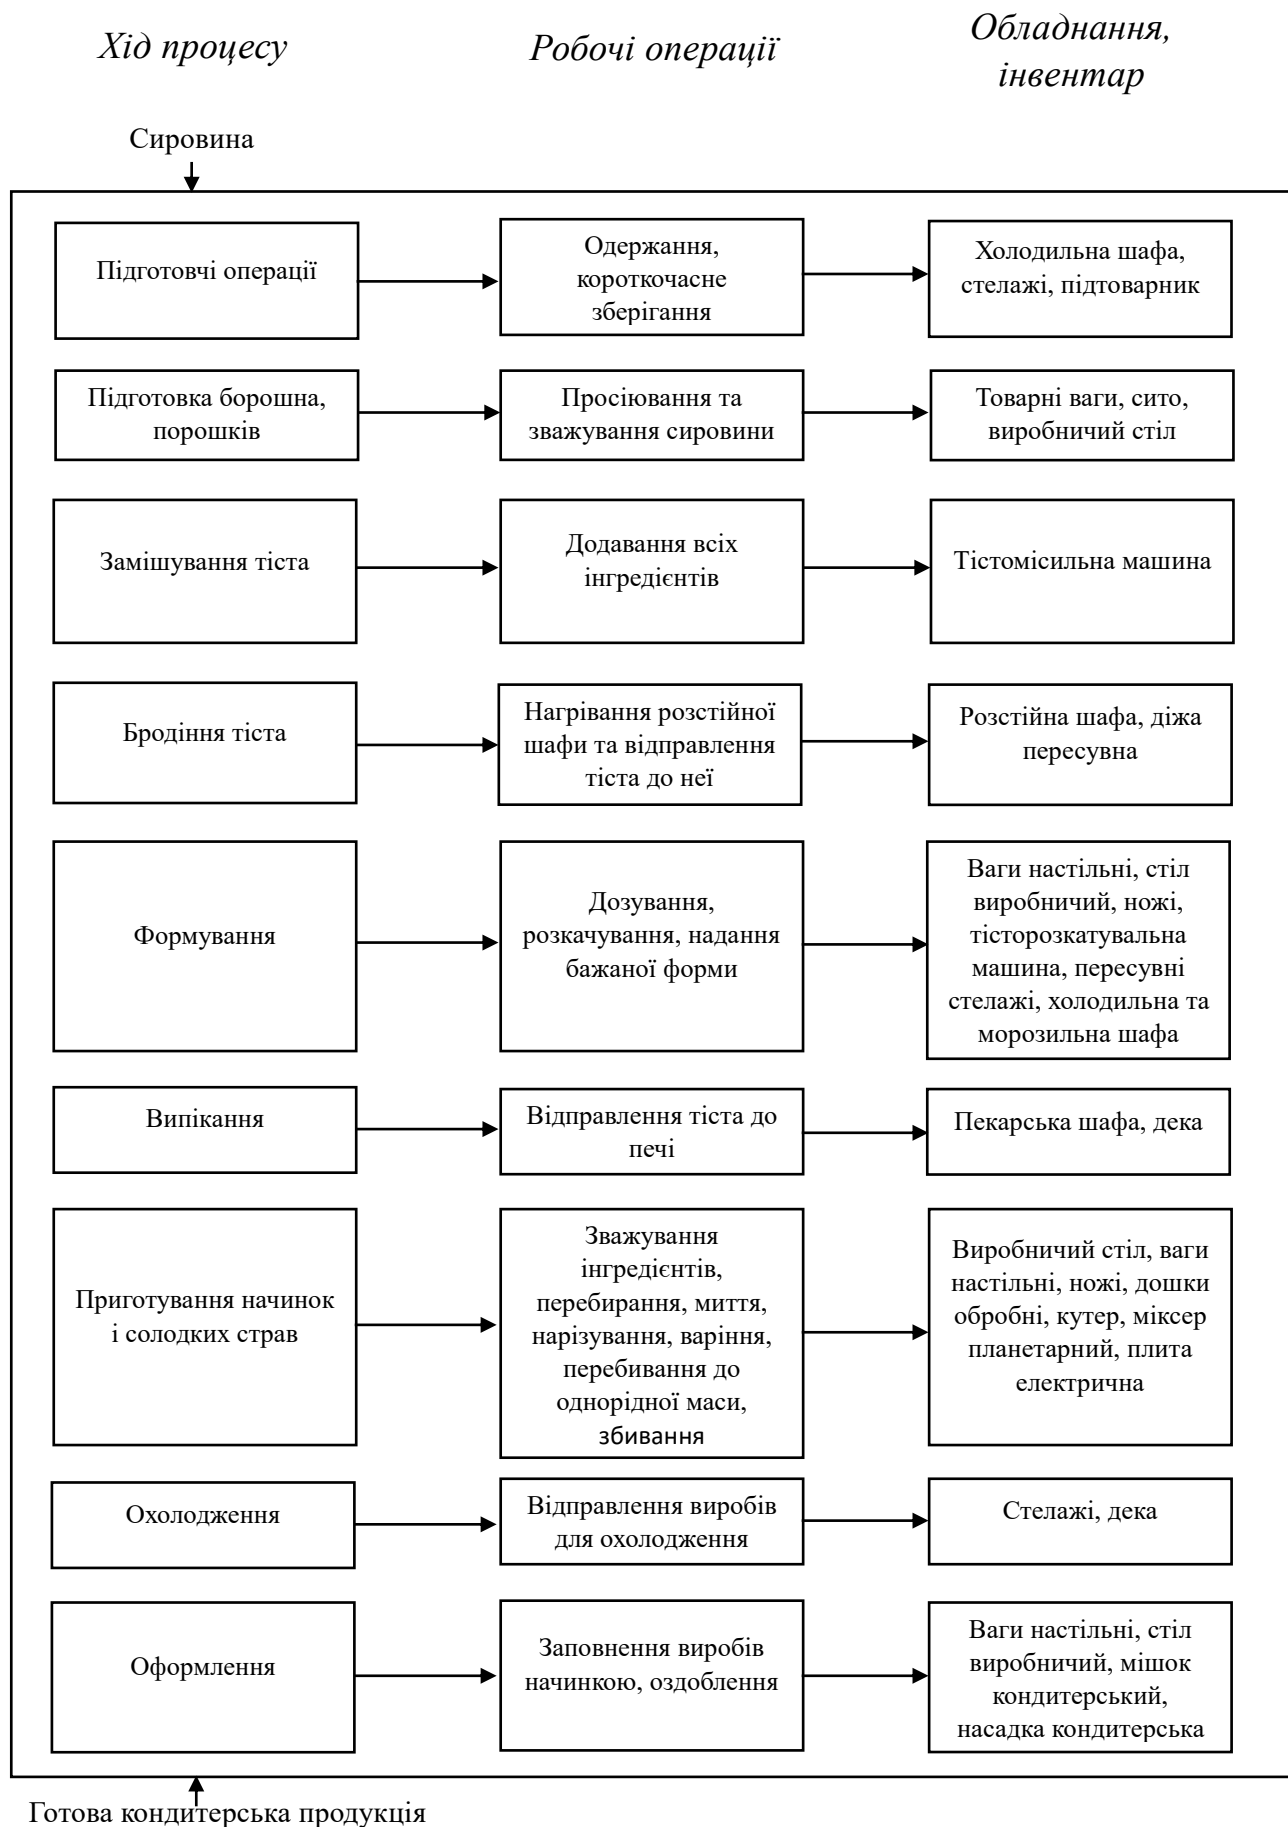 Хід процесу
Робочі операції
Обладнання,
інвентар
Сировина
Підготовчі операції
Одержання,
короткочасне
зберігання
Холодильна шафа,
стелажі, підтоварник
Підготовка борошна,
порошків
Просіювання та
зважування сировини
Товарні ваги, сито,
виробничий стіл
Замішування тіста
Додавання всіх
інгредієнтів
Тістомісильна машина
Бродіння тіста
Нагрівання розстійної
шафи та відправлення
тіста до неї
Розстійна шафа, діжа
пересувна
Формування
Дозування,
розкачування, надання
бажаної форми
Ваги настільні, стіл
виробничий, ножі,
тісторозкатувальна
машина, пересувні
стелажі, холодильна та
морозильна шафа
Випікання
Відправлення тіста до
печі
Пекарська шафа, дека
Приготування начинок
і солодких страв
Зважування
інгредієнтів,
перебирання, миття,
нарізування, варіння,
перебивання до
однорідної маси,
збивання
Виробничий стіл, ваги
настільні, ножі, дошки
обробні, кутер, міксер
планетарний, плита
електрична
Охолодження
Відправлення виробів
для охолодження
Стелажі, дека
Оформлення
Заповнення виробів
начинкою, оздоблення
Ваги настільні, стіл
виробничий, мішок
кондитерський,
насадка кондитерська
Готова кондитерська продукція